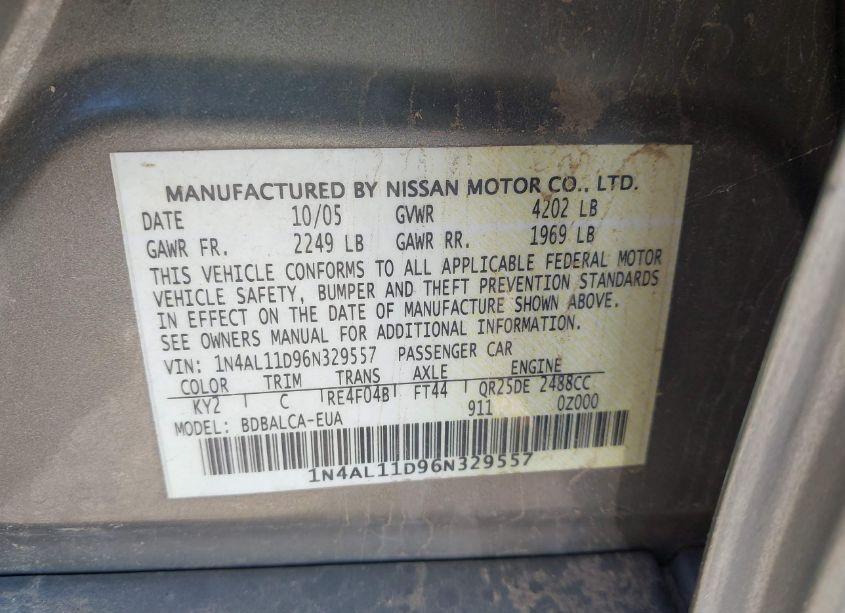 MANUFACTURED BY NISSAN MOTOR CO., LTD.
DATE 10/05 GVWR 4202 LB
GAWR FR. 2249 LB GAWR RR. 1969 LB
THIS VEHICLE CONFORMS TO ALL APPLICABLE FEDERAL MOTOR
VEHICLE SAFETY, BUMPER AND THEFT PREVENTION STANDARDS
IN EFFECT ON THE DATE OF MANUFACTURE SHOWN ABOVE.
SEE OWNERS MANUAL FOR ADDITIONAL INFORMATION.
VIN: 1N4AL11D96N329557 PASSENGER CAR
COLOR TRIM TRANS AXLE ENGINE
KY2 C RE4F04B FT44 QR25DE 2488CC
911 0Z000
MODEL: BDBALCA-EUA
1N4AL11D96N329557